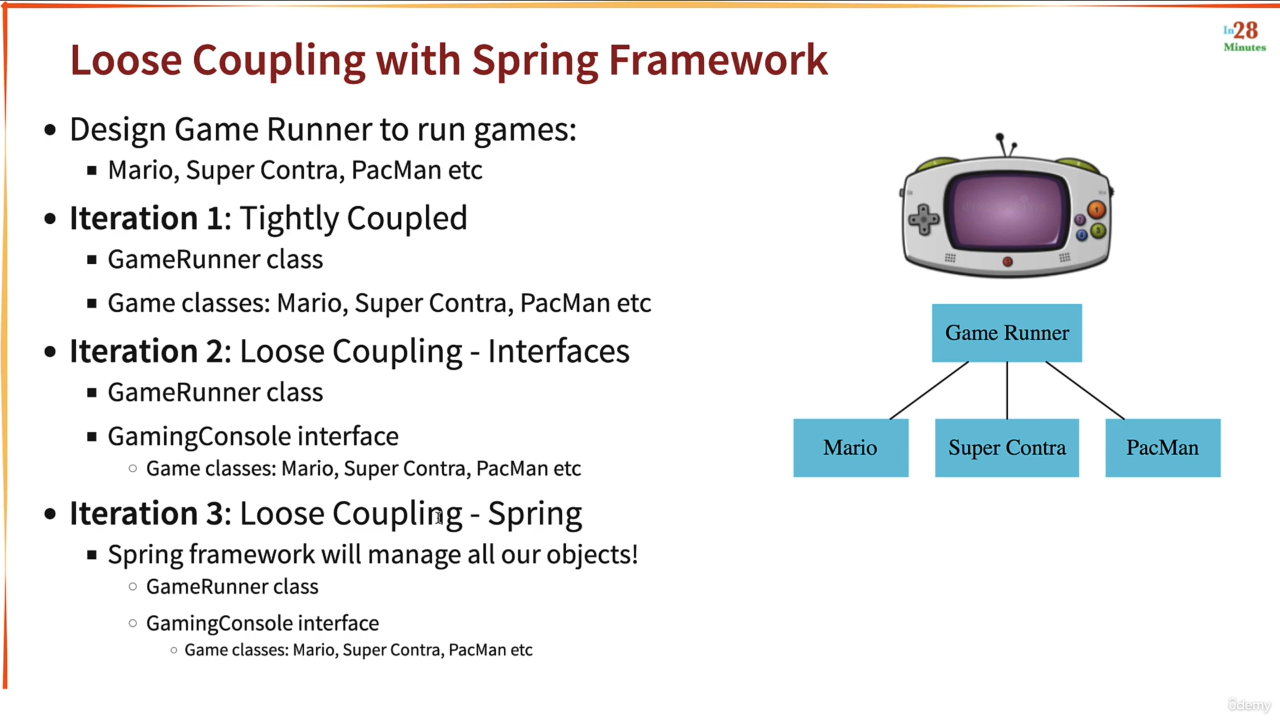 Loose Coupling with Spring Framework
In28
Minutes
• Design Game Runner to run games:
▪ Mario, Super Contra, PacMan etc
• Iteration 1: Tightly Coupled
▪ GameRunner class
▪ Game classes: Mario, Super Contra, PacMan etc
• Iteration 2: Loose Coupling - Interfaces
▪ GameRunner class
▪ GamingConsole interface
○ Game classes: Mario, Super Contra, PacMan etc
• Iteration 3: Loose Coupling - Spring
▪ Spring framework will manage all our objects!
○ GameRunner class
○ GamingConsole interface
○ Game classes: Mario, Super Contra, PacMan etc
Game Runner
Mario
Super Contra
PacMan
ûdemy